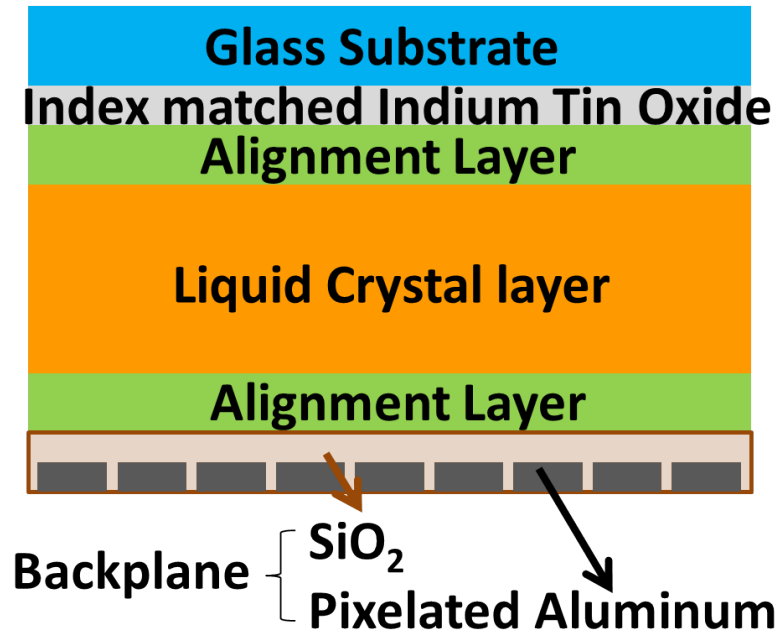 Glass Substrate
Index matched Indium Tin Oxide
Alignment Layer
Liquid Crystal layer
Alignment Layer
SiO₂
Backplane
Pixelated Aluminum